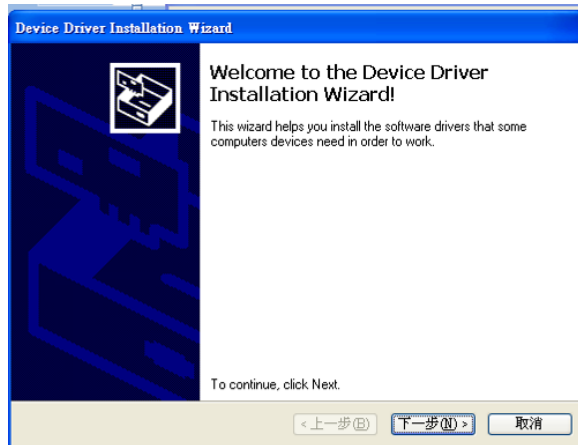 Device Driver Installation Wizard
Welcome to the Device Driver
Installation Wizard!
This wizard helps you install the software drivers that some
computers devices need in order to work.
To continue, click Next.
<上一步(B) 下一步(N)> 取消